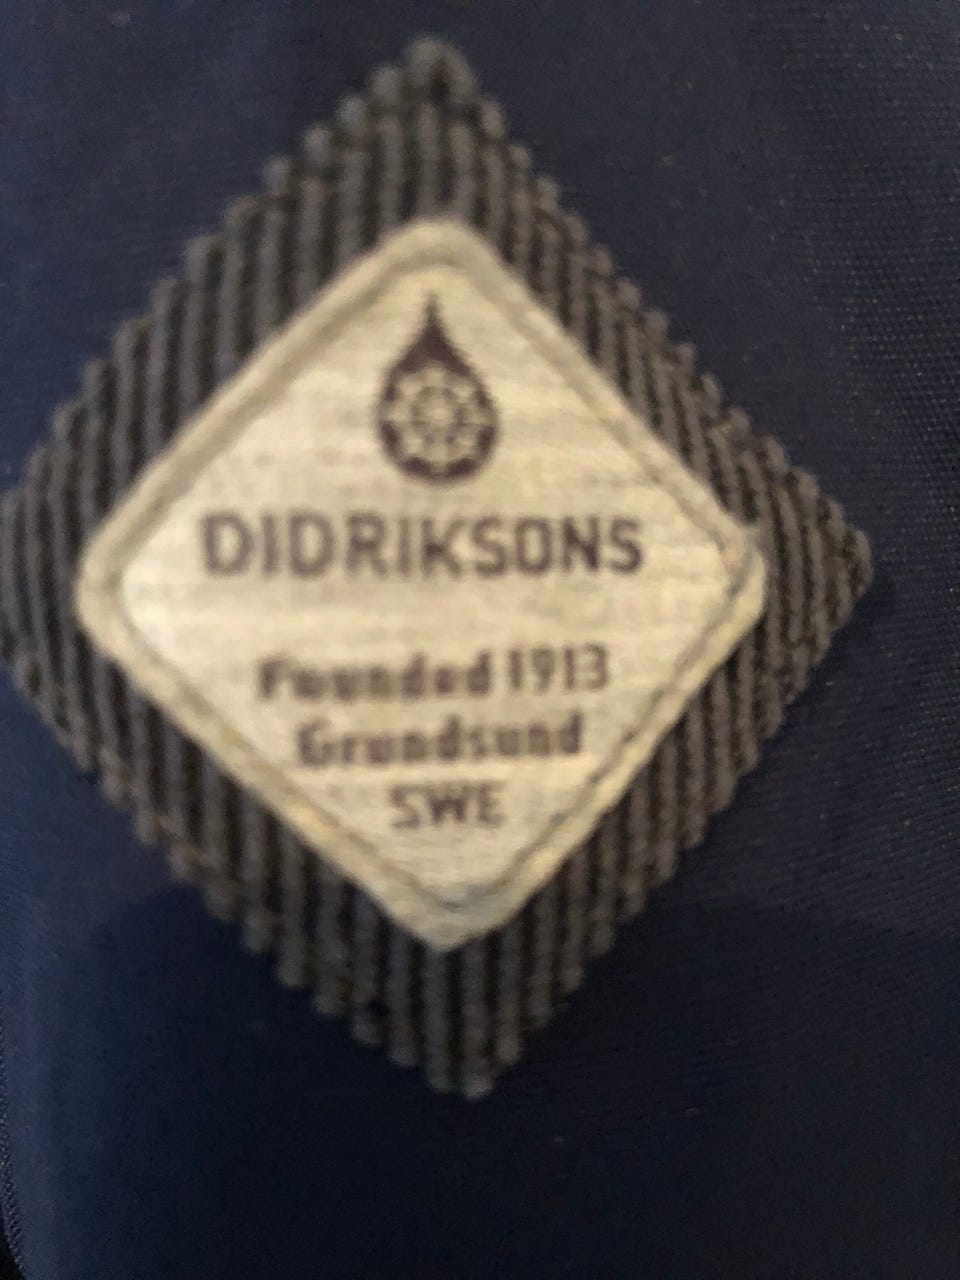 DIDRIKSONS
Founded 1913
Grundsund
SWE